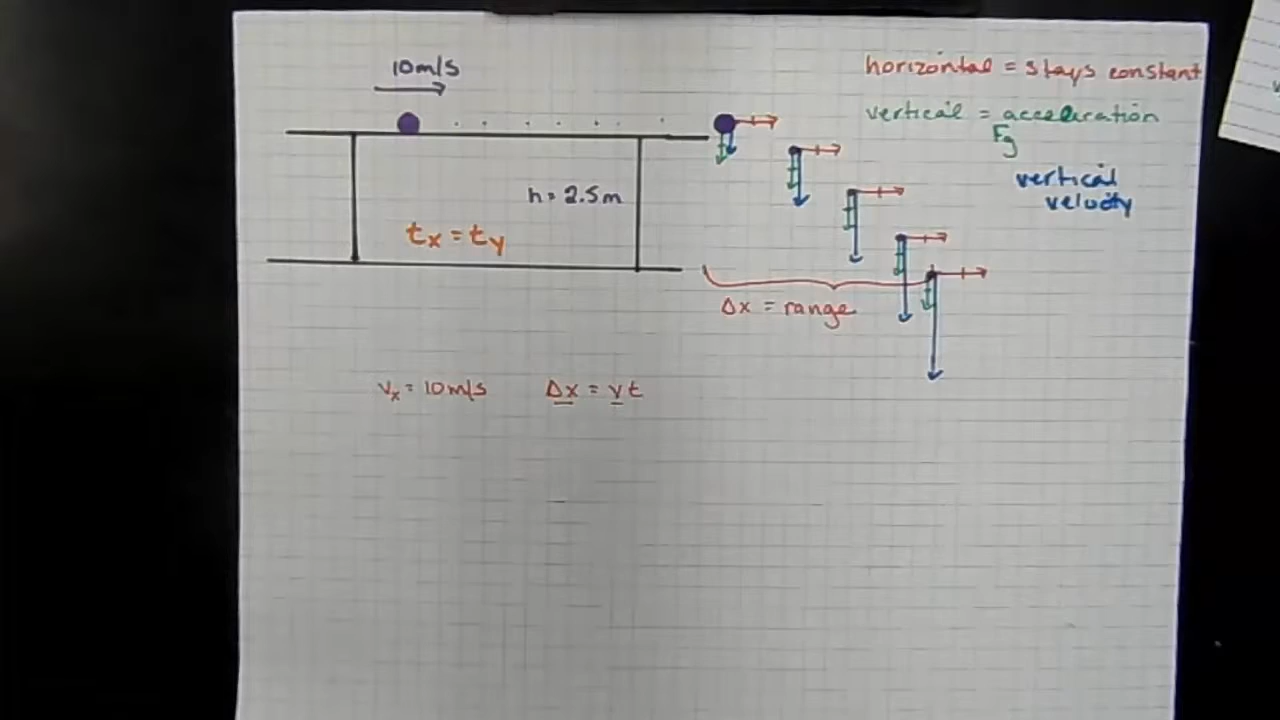 10m/s
horizontal = stays constant
vertical = acceleration
Fg
vertical
velocity
h = 2.5m
tx = ty
Δx = range
vx = 10m/s Δx = vt